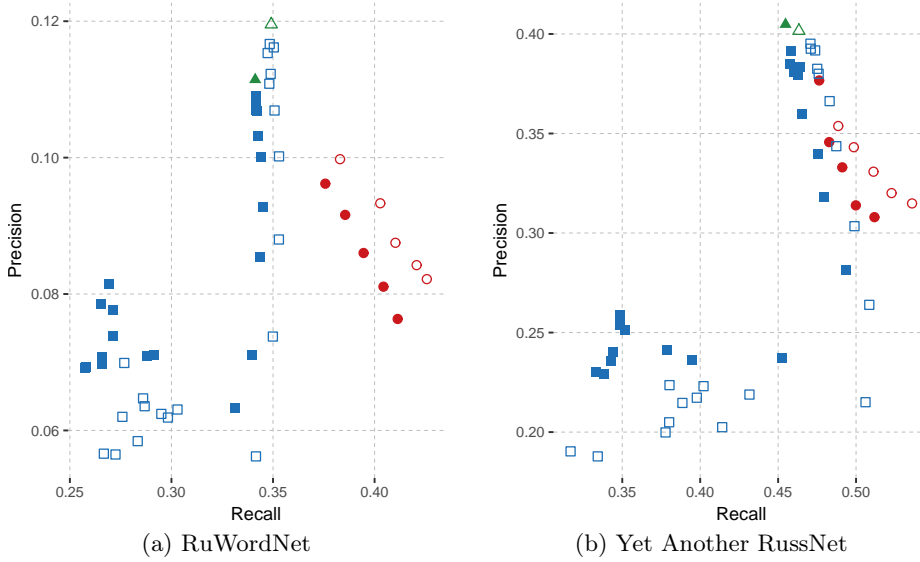 0.12
0.10
0.08
0.06
Precision
0.25 0.30 0.35 0.40
Recall
(a) RuWordNet
0.40
0.35
0.30
0.25
0.20
Precision
0.35 0.40 0.45 0.50
Recall
(b) Yet Another RussNet